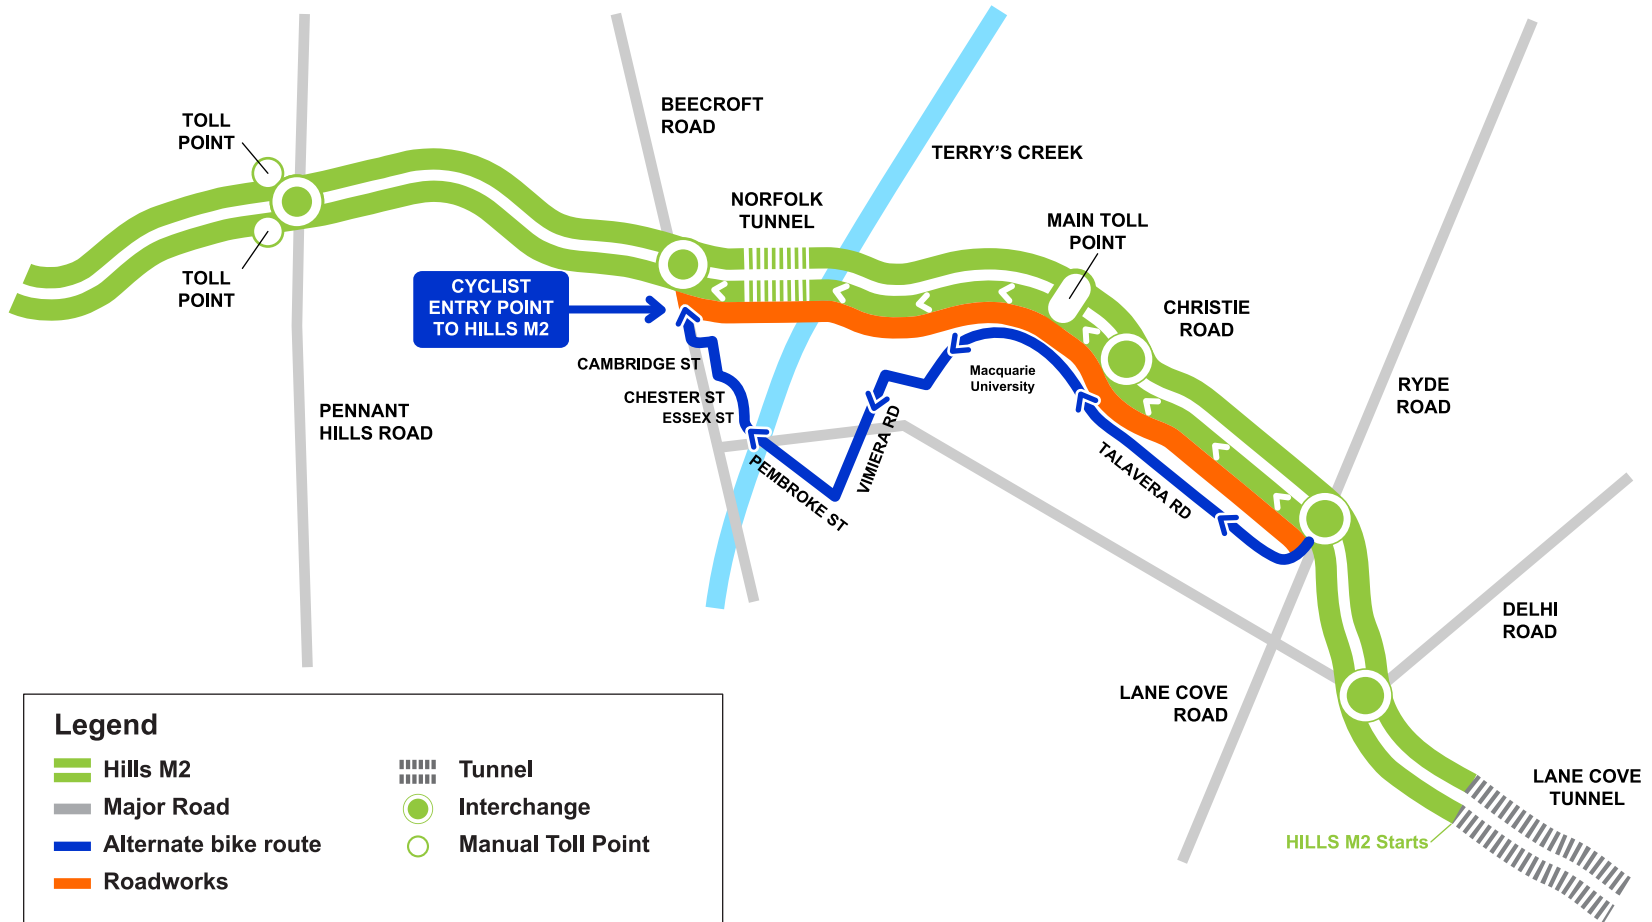 TOLL
POINT
BEECROFT
ROAD
TERRY'S CREEK
NORFOLK
TUNNEL
MAIN TOLL
POINT
TOLL
POINT
CYCLIST
ENTRY POINT
TO HILLS M2
CHRISTIE
ROAD
CAMBRIDGE ST
Macquarie
University
RYDE
ROAD
CHESTER ST
ESSEX ST
PENNANT
HILLS ROAD
VIMIERA RD
PEMBROKE ST
TALAVERA RD
DELHI
ROAD
LANE COVE
ROAD
LANE COVE
TUNNEL
HILLS M2 Starts
Legend
Hills M2
Major Road
Alternate bike route
Roadworks
Tunnel
Interchange
Manual Toll Point